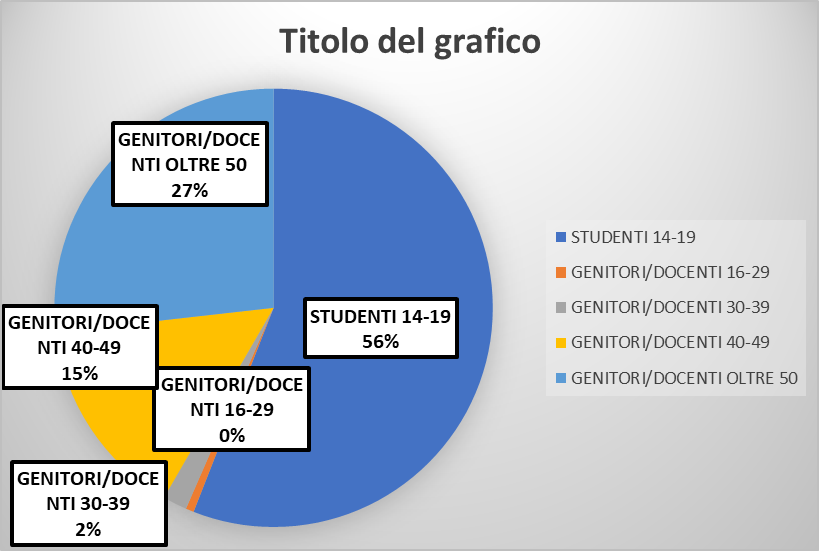 Titolo del grafico
GENITORI/DOCE
NTI OLTRE 50
27%
STUDENTI 14-19
56%
GENITORI/DOCE
NTI 40-49
15%
GENITORI/DOCE
NTI 16-29
0%
GENITORI/DOCE
NTI 30-39
2%
STUDENTI 14-19
GENITORI/DOCENTI 16-29
GENITORI/DOCENTI 30-39
GENITORI/DOCENTI 40-49
GENITORI/DOCENTI OLTRE 50